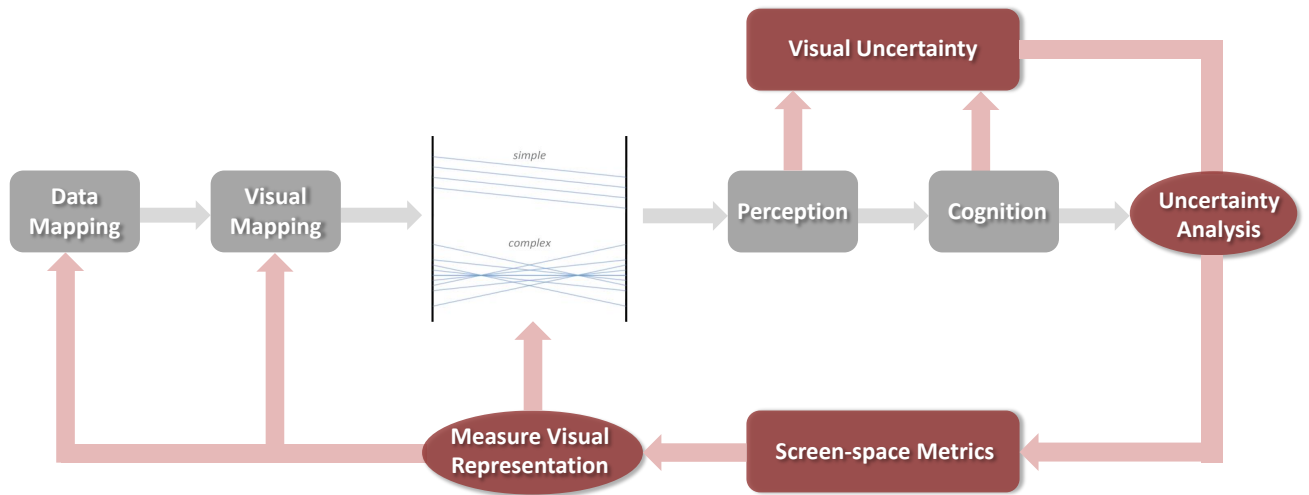 Visual Uncertainty
simple
Data
Mapping
Visual
Mapping
Perception
Cognition
Uncertainty
Analysis
complex
Measure Visual
Representation
Screen-space Metrics